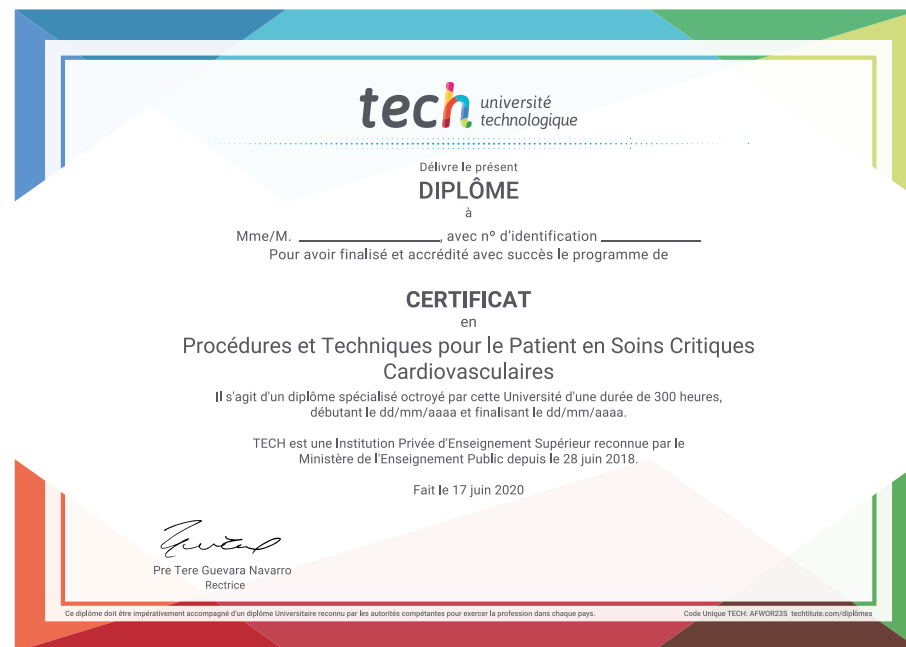 tech université
technologique
Délivre le présent
DIPLÔME
à
Mme/M. ____________________, avec nº d'identification ______________
Pour avoir finalisé et accrédité avec succès le programme de
CERTIFICAT
en
Procédures et Techniques pour le Patient en Soins Critiques
Cardiovasculaires
Il s'agit d'un diplôme spécialisé octroyé par cette Université d'une durée de 300 heures,
débutant le dd/mm/aaaa et finalisant le dd/mm/aaaa.
TECH est une Institution Privée d'Enseignement Supérieur reconnue par le
Ministère de l'Enseignement Public depuis le 28 juin 2018.
Fait le 17 juin 2020
Pre Tere Guevara Navarro
Rectrice
Ce diplôme doit être impérativement accompagné d'un diplôme Universitaire reconnu par les autorités compétantes pour exercer la profession dans chaque pays.
Code Unique TECH: AFWOR23S techtitute.com/diplômes